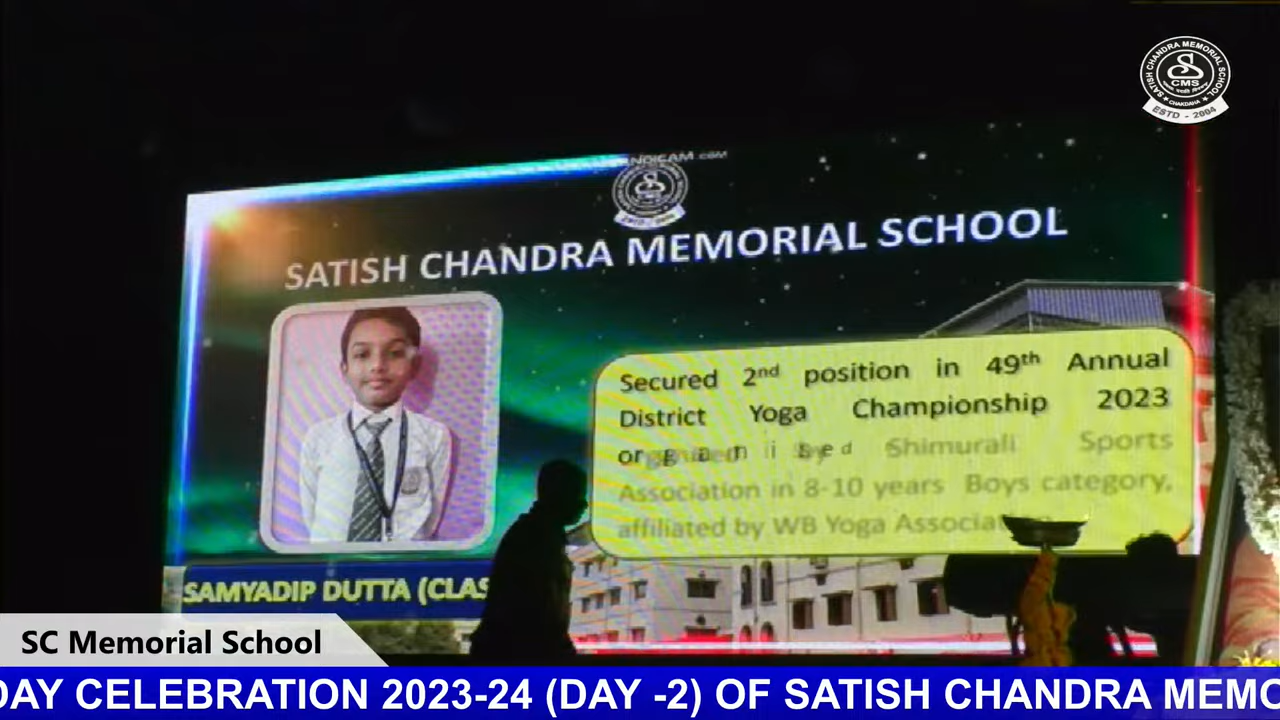 SATISH CHANDRA MEMORIAL SCHOOL
CMS
CHAKDAHA
ESTD - 2004
SATISH CHANDRA MEMORIAL SCHOOL
Secured 2nd position in 49th Annual
District Yoga Championship 2023
Shimurali Sports
Association in 8-10 years Boys category,
affiliated by WB Yoga
SAMYADIP DUTTA (CLAS
SC Memorial School
DAY CELEBRATION 2023-24 (DAY -2) OF SATISH CHANDRA MEMO